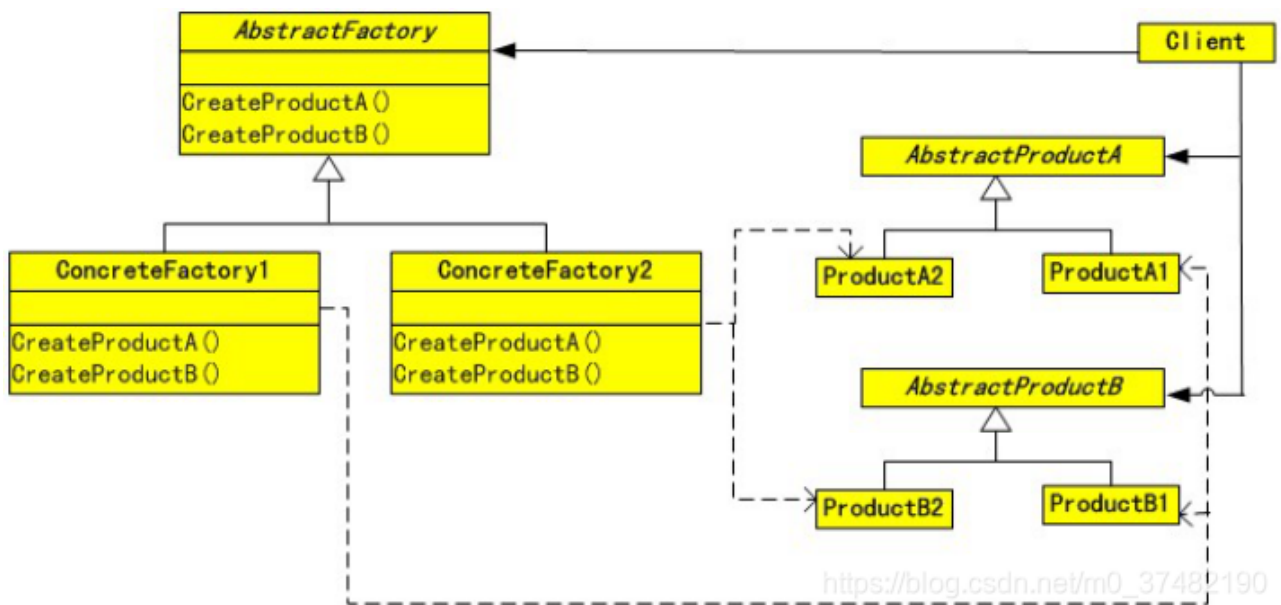 AbstractFactory
CreateProductA()
CreateProductB()
Client
AbstractProductA
ProductA2
ProductA1
ConcreteFactory1
CreateProductA()
CreateProductB()
ConcreteFactory2
CreateProductA()
CreateProductB()
AbstractProductB
ProductB2
ProductB1
https://blog.csdn.net/m0_37482190